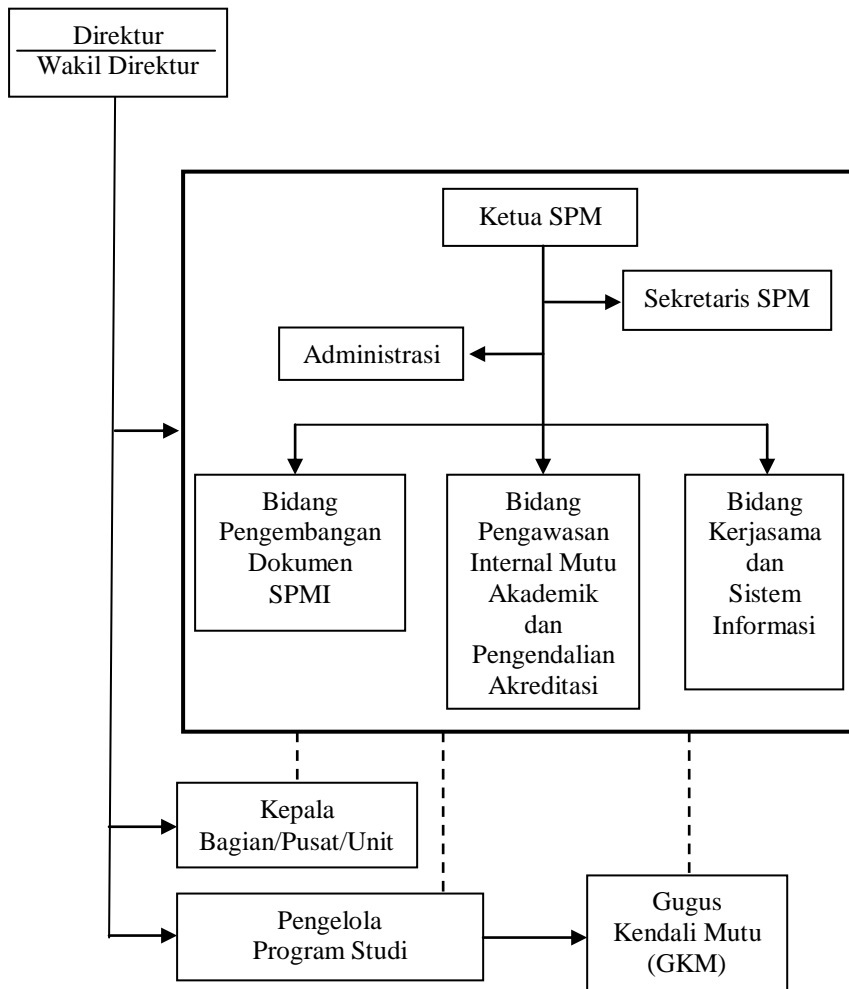 Direktur
Wakil Direktur
Ketua SPM
Sekretaris SPM
Administrasi
Bidang
Pengembangan
Dokumen
SPMI
Bidang
Pengawasan
Internal Mutu
Akademik
dan
Pengendalian
Akreditasi
Bidang
Kerjasama
dan
Sistem
Informasi
Kepala
Bagian/Pusat/Unit
Pengelola
Program Studi
Gugus
Kendali Mutu
(GKM)